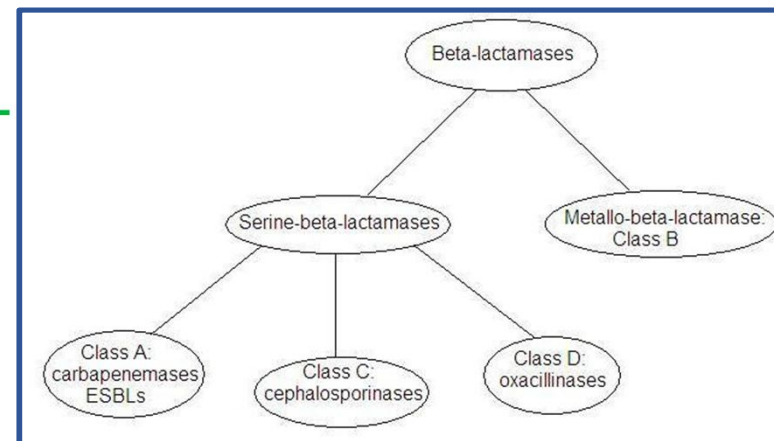 Beta-lactamases
Serine-beta-lactamases
Metallo-beta-lactamase:
Class B
Class A:
carbapenemases
ESBLs
Class C:
cephalosporinases
Class D:
oxacillinases